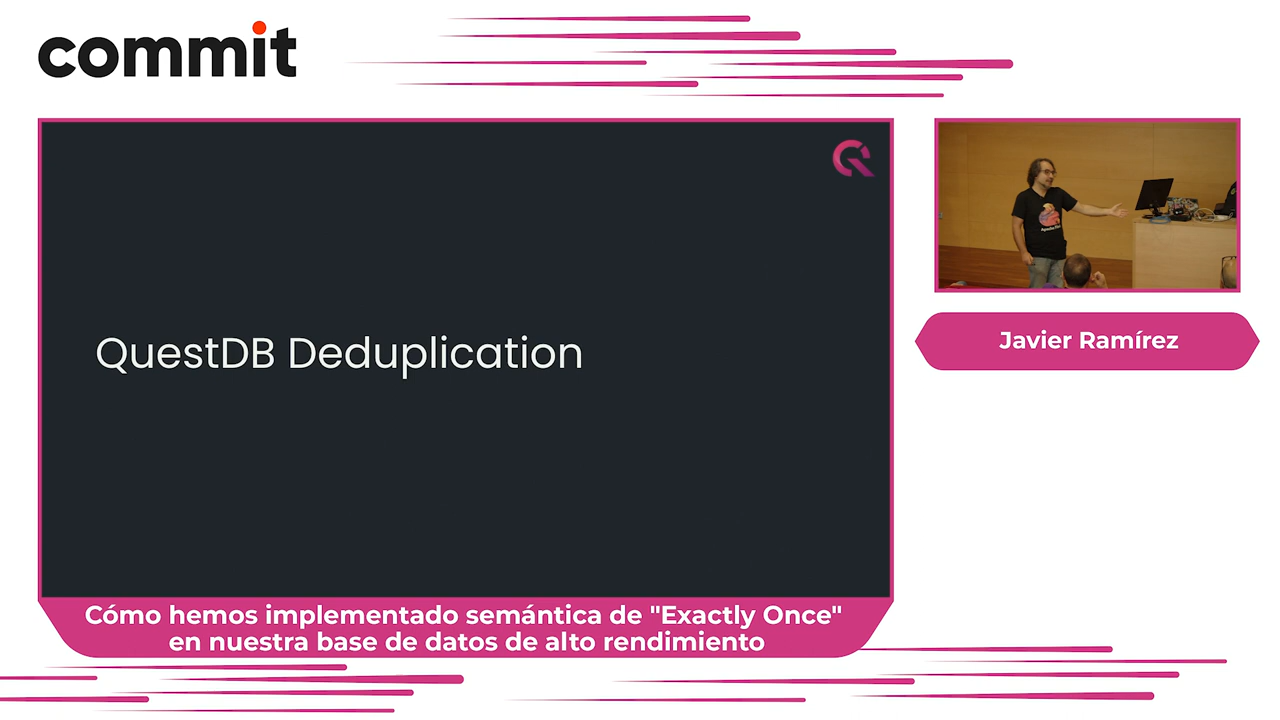 commit
QuestDB Deduplication
Javier Ramírez
Cómo hemos implementado semántica de "Exactly Once"
en nuestra base de datos de alto rendimiento